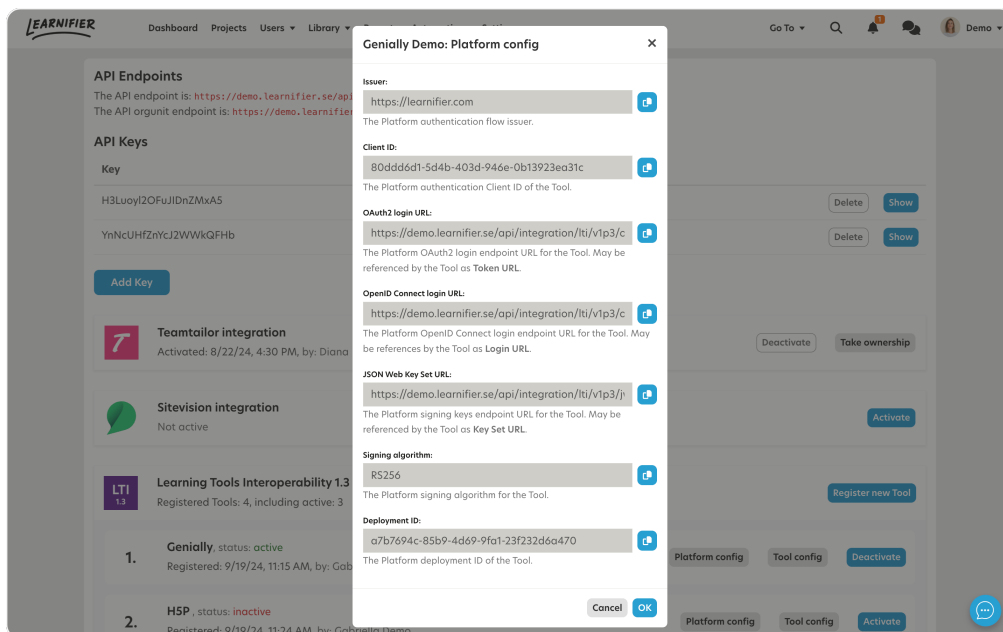 LEARNIFIER
Dashboard Projects Users Library
Go To
1
Demo
Genially Demo: Platform config
API Endpoints
The API endpoint is: https://demo.learnifier.se/api
The API orgunit endpoint is: https://demo.learnifier
API Keys
Key
H3Luoyl2OFuJIDnZMxA5
Delete Show
YnNcUHfZnYcJ2WWkQFHb
Delete Show
Add Key
Teamtailor integration
Activated: 8/22/24, 4:30 PM, by: Diana
Deactivate Take ownership
Sitevision integration
Not active
Activate
LTI
1.3
Learning Tools Interoperability 1.3
Registered Tools: 4, including active: 3
Register new Tool
1.
Genially, status: active
Registered: 9/19/24, 11:15 AM, by: Gab
Platform config Tool config Deactivate
2.
H5P , status: inactive
Registered: 9/19/24, 11:24 AM, by: Gabriella Demo
Platform config Tool config Activate
Issuer:
https://learnifier.com
The Platform authentication flow issuer.
Client ID:
80ddd6d1-5d4b-403d-946e-0b13923ea31c
The Platform authentication Client ID of the Tool.
OAuth2 login URL:
https://demo.learnifier.se/api/integration/lti/v1p3/c
The Platform OAuth2 login endpoint URL for the Tool. May be
referenced by the Tool as Token URL.
OpenID Connect login URL:
https://demo.learnifier.se/api/integration/lti/v1p3/c
The Platform OpenID Connect login endpoint URL for the Tool. May
be references by the Tool as Login URL.
JSON Web Key Set URL:
https://demo.learnifier.se/api/integration/lti/v1p3/j
The Platform signing keys endpoint URL for the Tool. May be
referenced by the Tool as Key Set URL.
Signing algorithm:
RS256
The Platform signing algorithm for the Tool.
Deployment ID:
a7b7694c-85b9-4d69-9fa1-23f232d6a470
The Platform deployment ID of the Tool.
Cancel OK